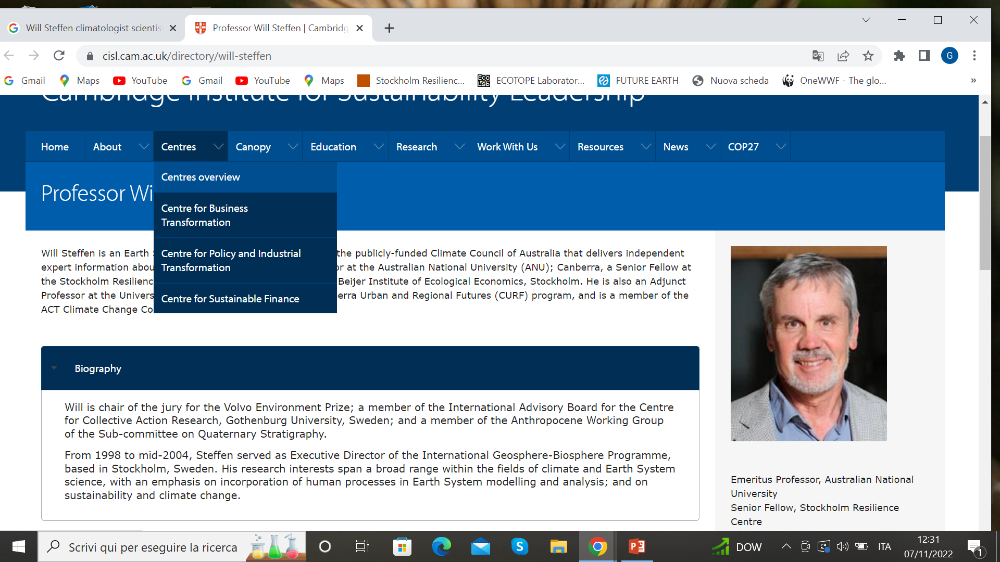 Will Steffen climatologist scientis
Professor Will Steffen | Cambridg
cisl.cam.ac.uk/directory/will-steffen
G
Gmail
Maps
YouTube
Gmail
YouTube
Maps
Stockholm Resilienc...
ECOTOPE Laborator...
FUTURE EARTH
Nuova scheda
OneWWF - The glo...
»
Cambridge Institute for Sustainability Leadership
Home
About
Centres
Canopy
Education
Research
Work With Us
Resources
News
COP27
Centres overview
Centre for Business
Transformation
Centre for Policy and Industrial
Transformation
Centre for Sustainable Finance
Professor Wi
Will Steffen is an Earth the publicly-funded Climate Council of Australia that delivers independent
expert information abou or at the Australian National University (ANU); Canberra, a Senior Fellow at
the Stockholm Resilienc Beijer Institute of Ecological Economics, Stockholm. He is also an Adjunct
Professor at the Univers erra Urban and Regional Futures (CURF) program, and is a member of the
ACT Climate Change Co
Biography
Will is chair of the jury for the Volvo Environment Prize; a member of the International Advisory Board for the Centre
for Collective Action Research, Gothenburg University, Sweden; and a member of the Anthropocene Working Group
of the Sub-committee on Quaternary Stratigraphy.
From 1998 to mid-2004, Steffen served as Executive Director of the International Geosphere-Biosphere Programme,
based in Stockholm, Sweden. His research interests span a broad range within the fields of climate and Earth System
science, with an emphasis on incorporation of human processes in Earth System modelling and analysis; and on
sustainability and climate change.
Emeritus Professor, Australian National
University
Senior Fellow, Stockholm Resilience
Centre
Scrivi qui per eseguire la ricerca
DOW
ITA
12:31
07/11/2022
1